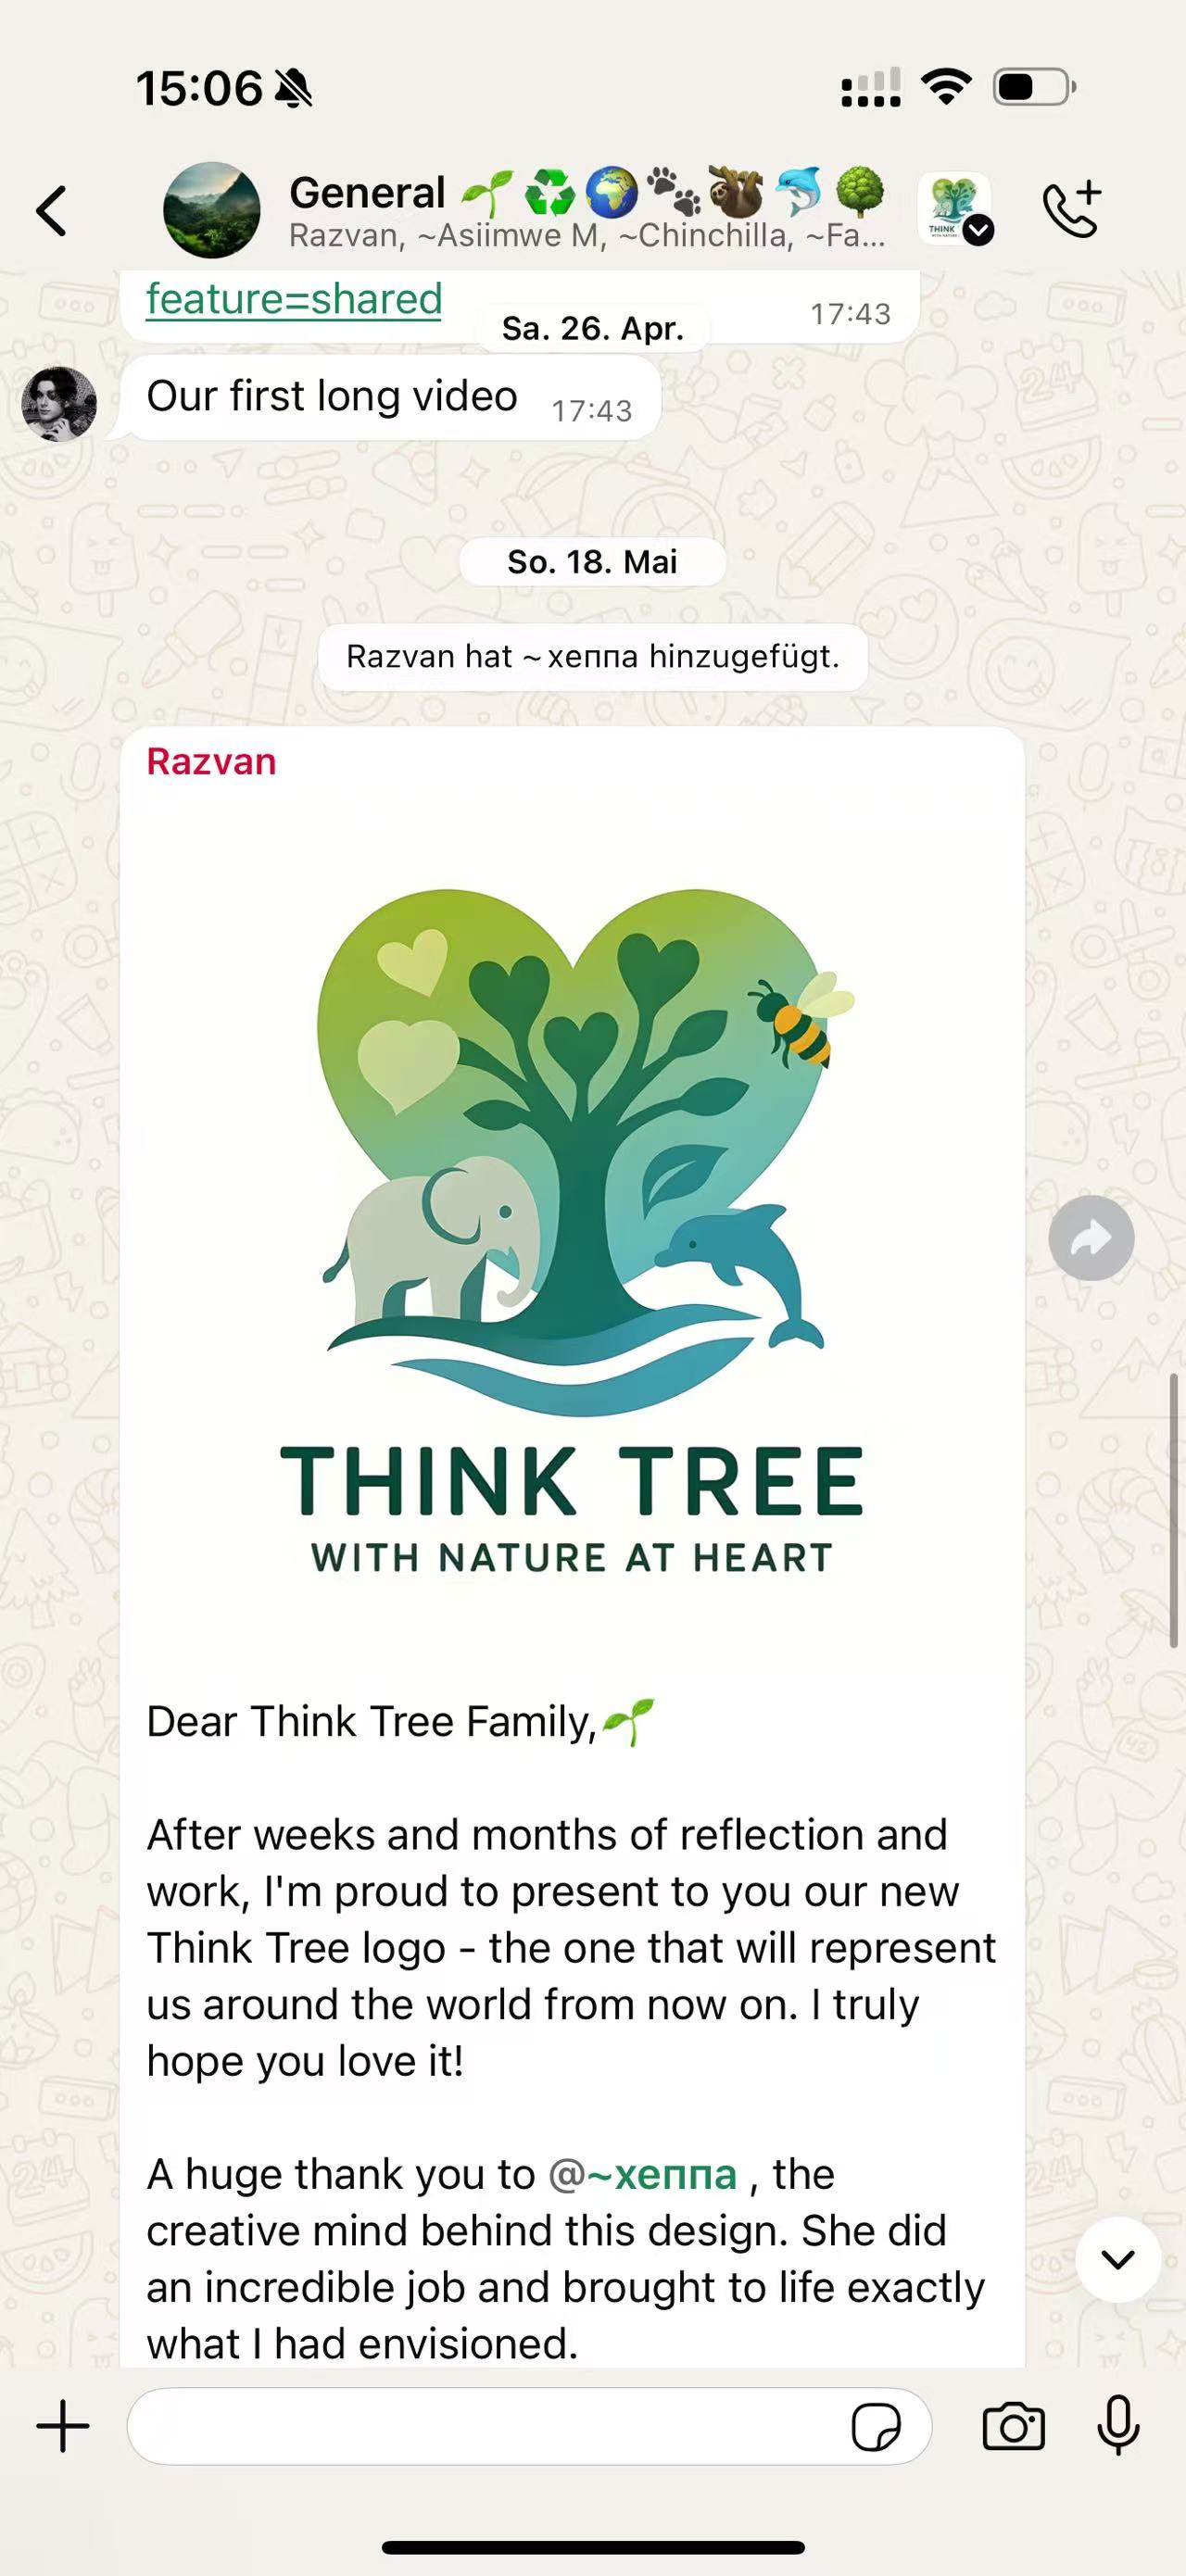 15:06
General 🌱♻️🌍🐾🦥🐬🌳
Razvan, ~Asiimwe M, ~Chinchilla, ~Fa...
THINK
feature=shared
17:43
Sa. 26. Apr.
Our first long video 17:43
So. 18. Mai
Razvan hat ~хеппа hinzugefügt.
Razvan
THINK TREE
WITH NATURE AT HEART
Dear Think Tree Family,🌱
After weeks and months of reflection and
work, I'm proud to present to you our new
Think Tree logo - the one that will represent
us around the world from now on. I truly
hope you love it!
A huge thank you to @~хеппа , the
creative mind behind this design. She did
an incredible job and brought to life exactly
what I had envisioned.